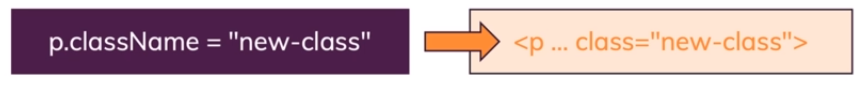 p.className = "new-class"
<p ... class="new-class">